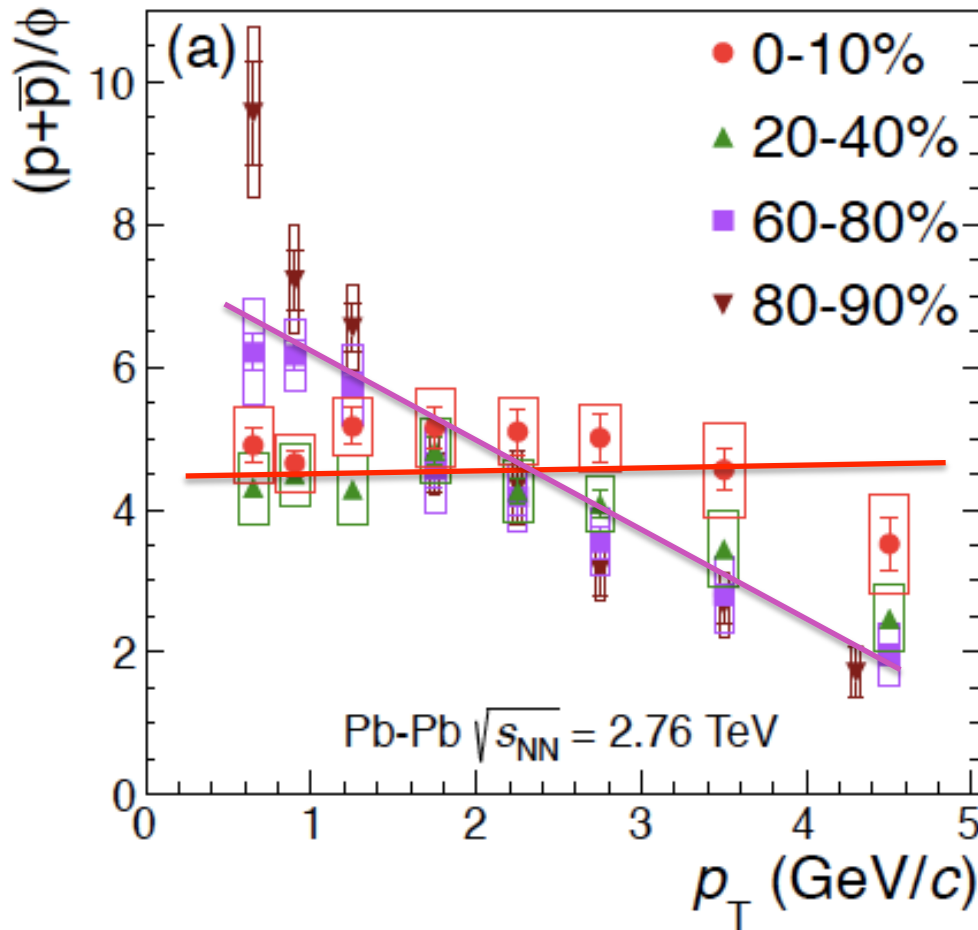 (p+p̅)/ϕ
(a)
0-10%
20-40%
60-80%
80-90%
10
8
6
4
2
0
Pb-Pb √sNN = 2.76 TeV
0 1 2 3 4 5
pT (GeV/c)